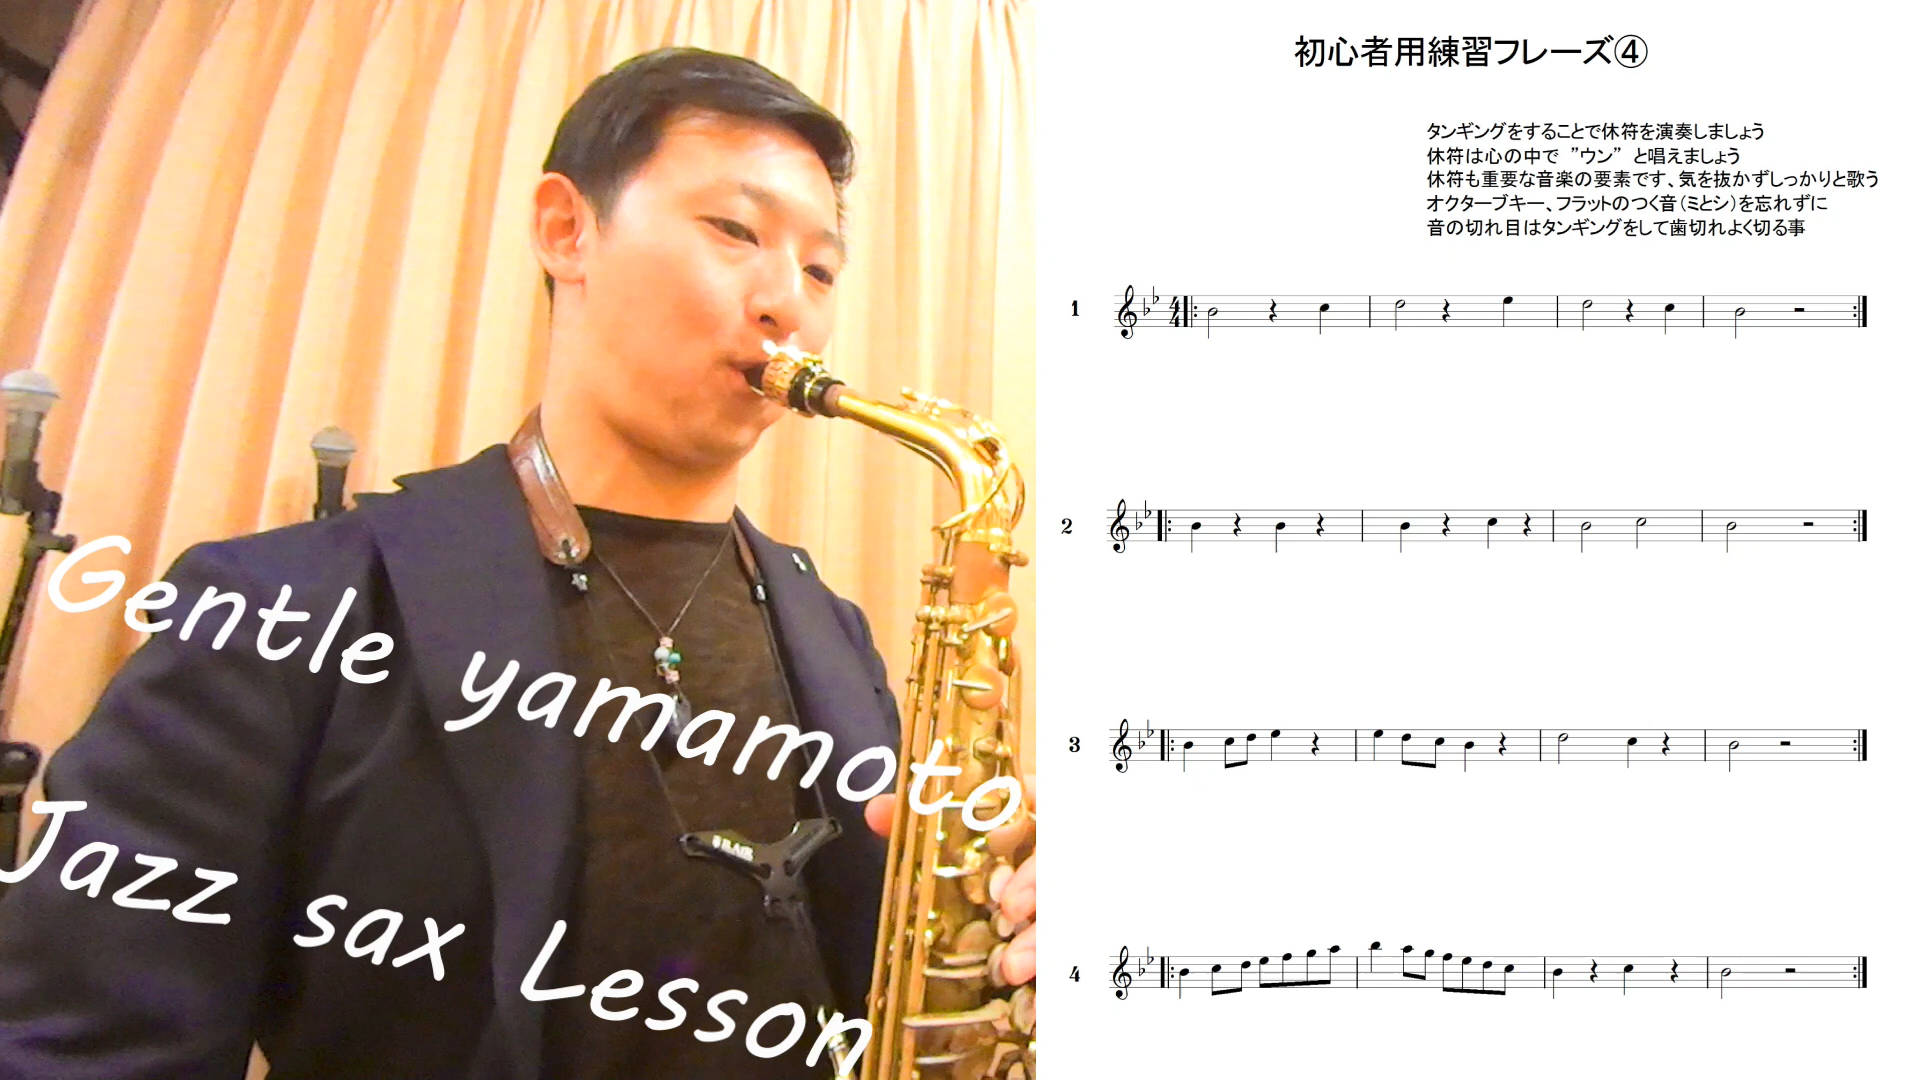 初心者用練習フレーズ④
タンギングをすることで休符を演奏しましょう
休符は心の中で ”ウン” と唱えましょう
休符も重要な音楽の要素です、気を抜かずしっかりと歌う
オクターブキー、フラットのつく音（ミとシ）を忘れずに
音の切れ目はタンギングをして歯切れよく切る事
1
4
4
2
3
4
Gentle yamamoto
Jazz sax Lesson